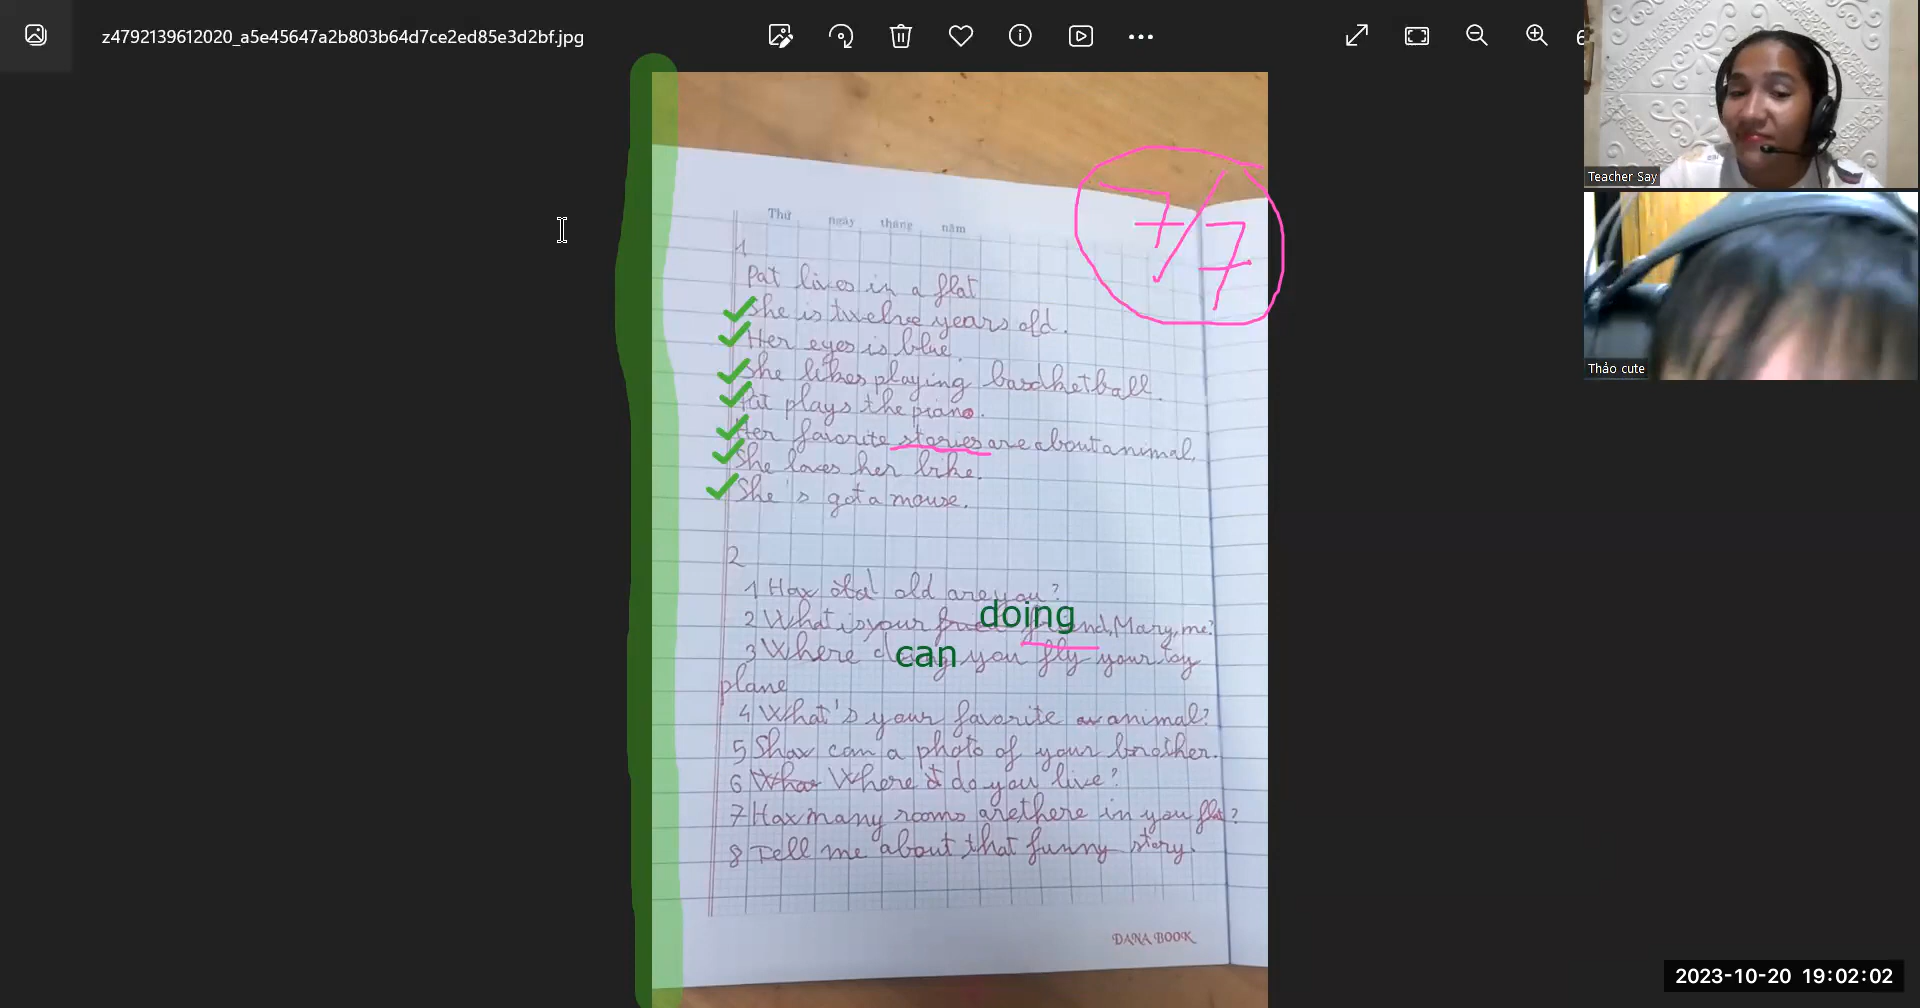 z4792139612020_a5e45647a2b803b64d7ce2ed85e3d2bf.jpg
Teacher Say
Thảo cute
7/7
Thứ ngày tháng năm
1
Pat lives in a flat
She is twelve years old.
Her eyes is blue.
She likes playing basdketball.
Pat plays the piano.
Her favorite stories are about animal.
She loves her bike.
She's got a mouse.
2
1 How old are you?
doing
2 What is your friend, Mary, me?
can
3 Where you fly your toy
plane
4 What's your favorite animal?
5 Show can a photo of your brother.
6 Where do you live?
7 How many rooms are there in you flat?
8 Tell me about that funny story.
DANA BOOK
2023-10-20 19:02:02